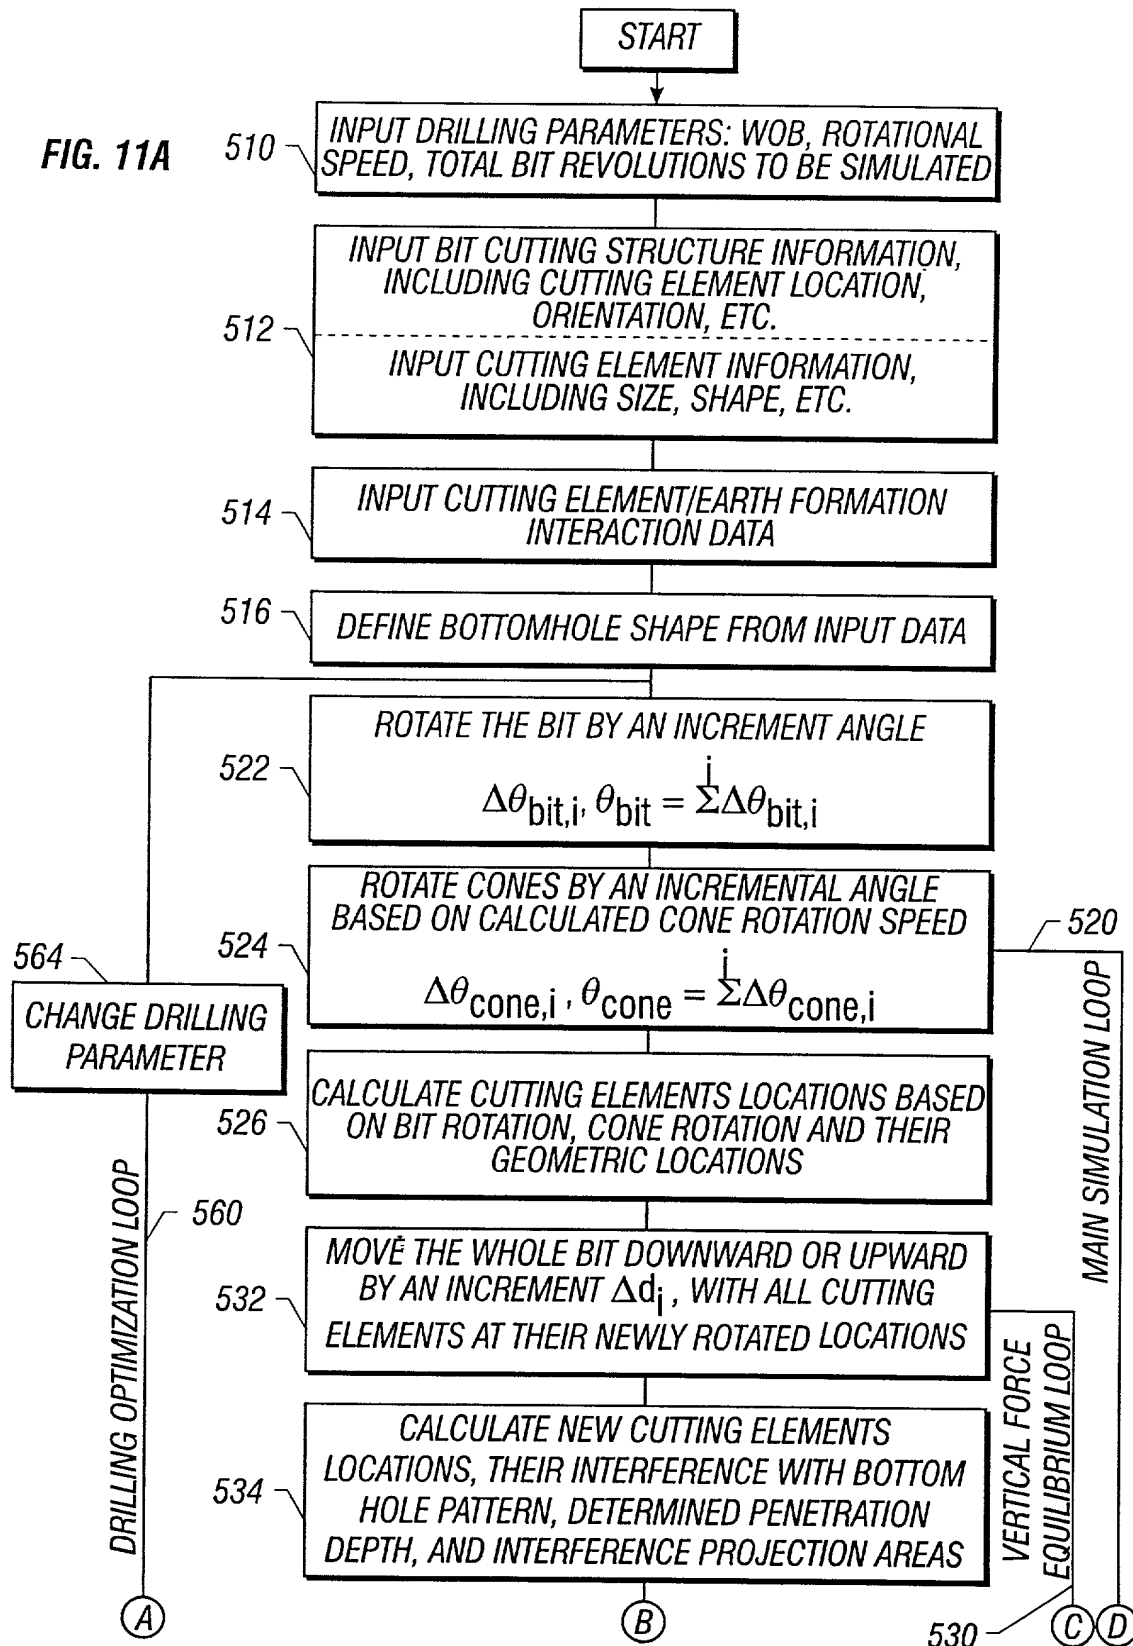 START
FIG. 11A
510
INPUT DRILLING PARAMETERS: WOB, ROTATIONAL
SPEED, TOTAL BIT REVOLUTIONS TO BE SIMULATED
512
INPUT BIT CUTTING STRUCTURE INFORMATION,
INCLUDING CUTTING ELEMENT LOCATION,
ORIENTATION, ETC.
INPUT CUTTING ELEMENT INFORMATION,
INCLUDING SIZE, SHAPE, ETC.
514
INPUT CUTTING ELEMENT/EARTH FORMATION
INTERACTION DATA
516
DEFINE BOTTOMHOLE SHAPE FROM INPUT DATA
522
ROTATE THE BIT BY AN INCREMENT ANGLE
Δθbit,i, θbit = Σ^i Δθbit,i
524
ROTATE CONES BY AN INCREMENTAL ANGLE
BASED ON CALCULATED CONE ROTATION SPEED
Δθcone,i, θcone = Σ^i Δθcone,i
520
MAIN SIMULATION LOOP
564
CHANGE DRILLING
PARAMETER
526
CALCULATE CUTTING ELEMENTS LOCATIONS BASED
ON BIT ROTATION, CONE ROTATION AND THEIR
GEOMETRIC LOCATIONS
DRILLING OPTIMIZATION LOOP
560
532
MOVE THE WHOLE BIT DOWNWARD OR UPWARD
BY AN INCREMENT Δdi, WITH ALL CUTTING
ELEMENTS AT THEIR NEWLY ROTATED LOCATIONS
VERTICAL FORCE
EQUILIBRIUM LOOP
534
CALCULATE NEW CUTTING ELEMENTS
LOCATIONS, THEIR INTERFERENCE WITH BOTTOM
HOLE PATTERN, DETERMINED PENETRATION
DEPTH, AND INTERFERENCE PROJECTION AREAS
A
B
530
C
D